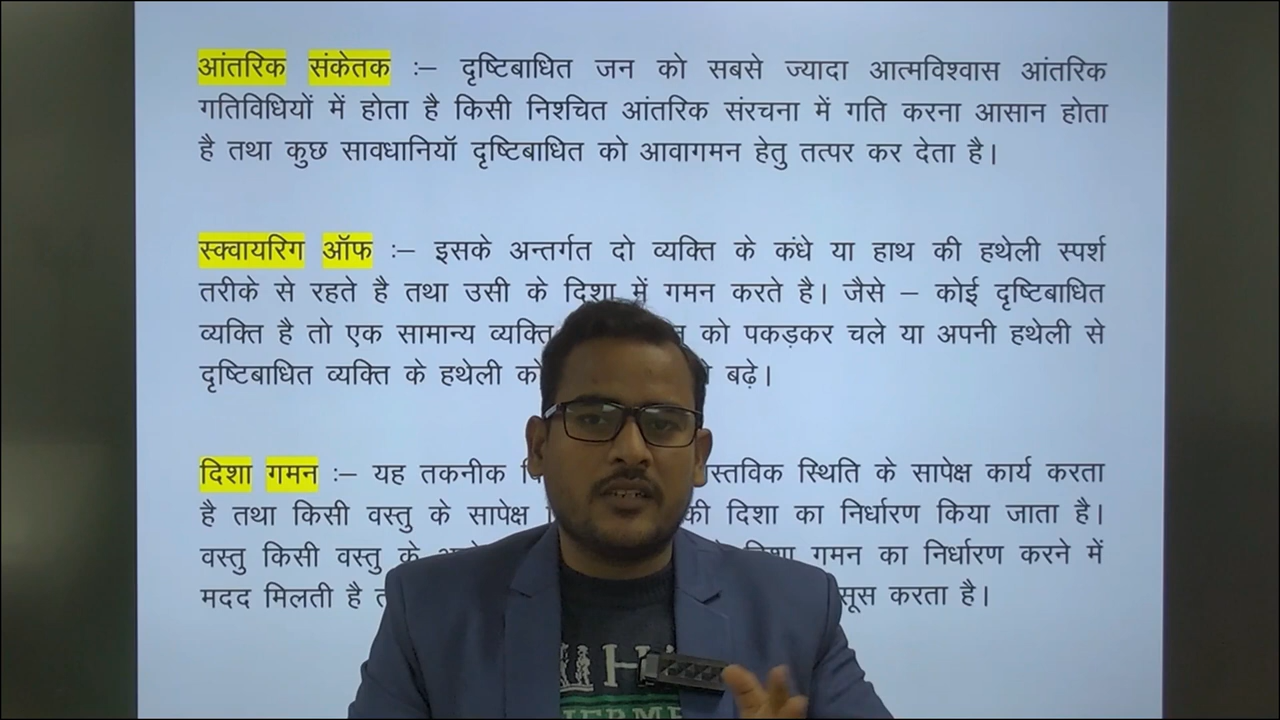 आंतरिक संकेतक :– दृष्टिबाधित जन को सबसे ज्यादा आत्मविश्वास आंतरिक
गतिविधियों में होता है किसी निश्चित आंतरिक संरचना में गति करना आसान होता
है तथा कुछ सावधानियॉ दृष्टिबाधित को आवागमन हेतु तत्पर कर देता है।
स्क्वायरिग ऑफ :– इसके अन्तर्गत दो व्यक्ति के कंधे या हाथ की हथेली स्पर्श
तरीके से रहते है तथा उसी के दिशा में गमन करते है। जैसे – कोई दृष्टिबाधित
व्यक्ति है तो एक सामान्य व्यक्ति को पकड़कर चले या अपनी हथेली से
दृष्टिबाधित व्यक्ति के हथेली को बढ़े।
दिशा गमन :– यह तकनीक स्थिति के सापेक्ष कार्य करता
है तथा किसी वस्तु के सापेक्ष की दिशा का निर्धारण किया जाता है।
वस्तु किसी वस्तु के दिशा गमन का निर्धारण करने में
मदद मिलती है करता है।